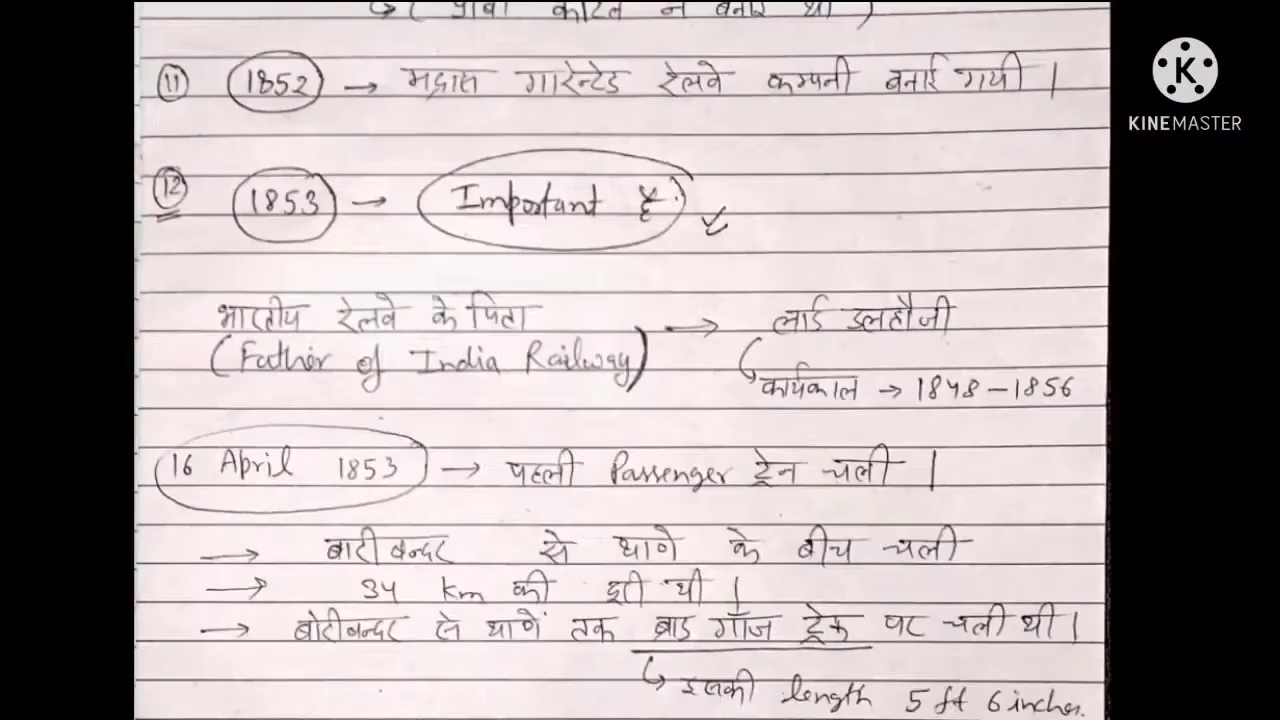 ⑪ 1852 → मद्रास गारेन्टेड रेलवे कम्पनी बनाई गयी |
KINEMASTER
⑫ 1853 → Important है
भारतीय रेलवे के पिता → लार्ड डलहौजी
(Father of India Railway)
कार्यकाल → 1848 – 1856
16 April 1853 → पहली Passenger ट्रेन चली |
→ बोरीबन्दर से थाणे के बीच चली
→ 34 km की दूरी थी |
→ बोरीबन्दर से थाणें तक ब्राड गॉज ट्रेक पर चली थी |
↳ इसकी length 5 ft 6 inches.